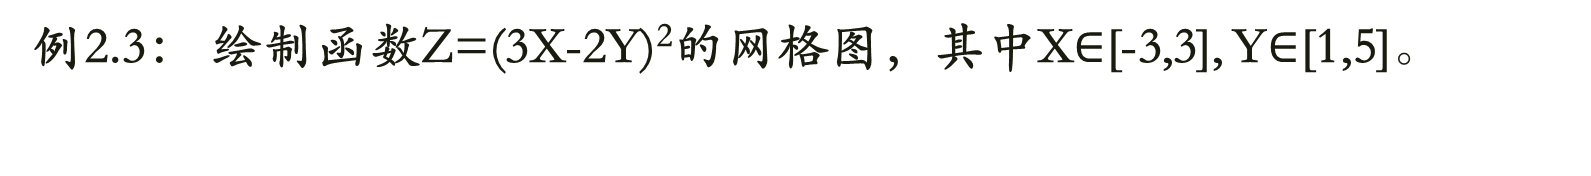 例2.3： 绘制函数Z=(3X-2Y)²的网格图，其中X∈[-3,3], Y∈[1,5]。